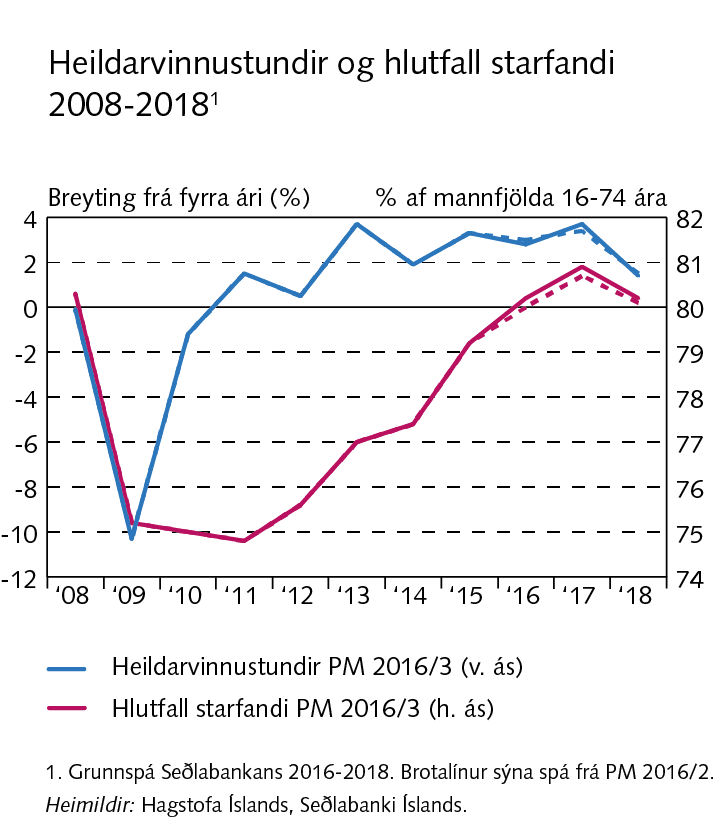 Heildarvinnustundir og hlutfall starfandi
2008-2018¹
Breyting frá fyrra ári (%) % af mannfjölda 16-74 ára
4 82
2 81
0 80
-2 79
-4 78
-6 77
-8 76
-10 75
-12 74
‘08 ‘09 ‘10 ‘11 ‘12 ‘13 ‘14 ‘15 ‘16 ‘17 ‘18
Heildarvinnustundir PM 2016/3 (v. ás)
Hlutfall starfandi PM 2016/3 (h. ás)
1. Grunnspá Seðlabankans 2016-2018. Brotalínur sýna spá frá PM 2016/2.
Heimildir: Hagstofa Íslands, Seðlabanki Íslands.